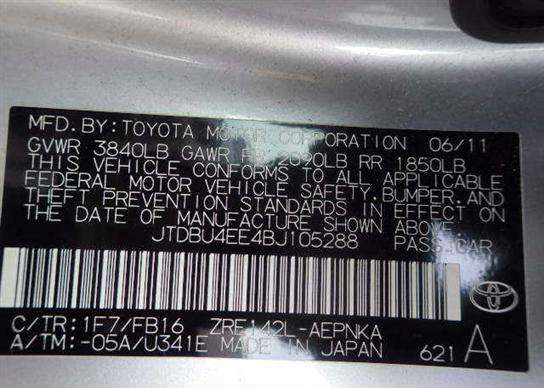 MFD. BY: TOYOTA MOTOR CORPORATION 06/11
GVWR 3840LB GAWR 2090LB RR 1850LB
THIS VEHICLE CONFORMS TO ALL APPLICABLE
FEDERAL MOTOR VEHICLE SAFETY, BUMPER, AND
THEFT PREVENTION STANDARDS IN EFFECT ON
THE DATE OF MANUFACTURE SHOWN ABOVE.
JTDBU4EE4BJ105288 PASS. CAR
C/TR: 1F7/FB16 ZRE142L-AEPNKA
A/TM: -05A/U341E MADE IN JAPAN 621 A
TOYOTA